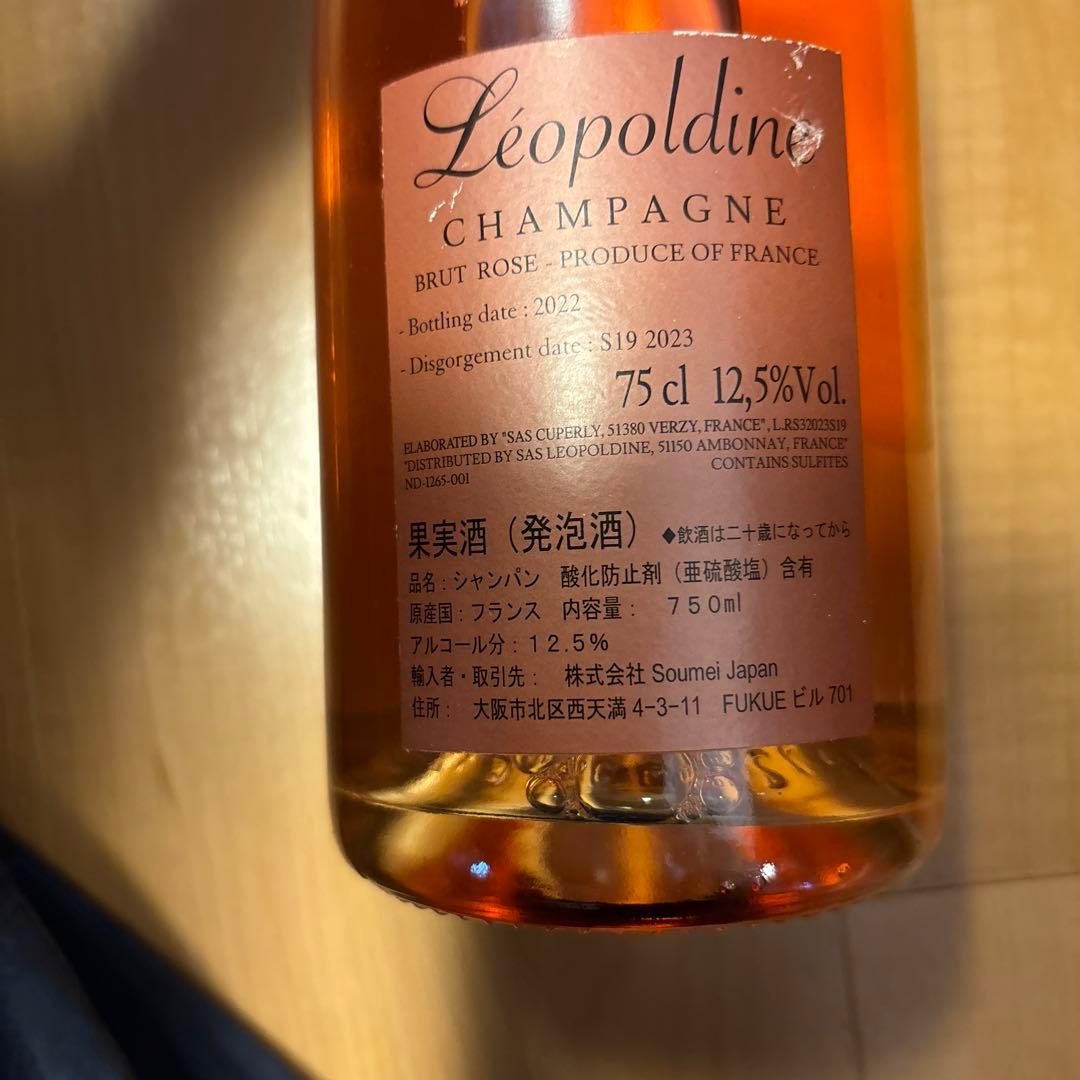 Léopoldine
CHAMPAGNE
BRUT ROSE - PRODUCE OF FRANCE
- Bottling date : 2022
- Disgorgement date : S19 2023
75 cl 12,5%Vol.
ELABORATED BY "SAS CUPERLY, 51380 VERZY, FRANCE", L.RS32023S19
"DISTRIBUTED BY SAS LEOPOLDINE, 51150 AMBONNAY, FRANCE"
ND-1265-001 CONTAINS SULFITES
果実酒（発泡酒） ◆飲酒は二十歳になってから
品名：シャンパン 酸化防止剤（亜硫酸塩）含有
原産国：フランス 内容量： ７５０ml
アルコール分：１２.５％
輸入者・取引先： 株式会社 Soumei Japan
住所： 大阪市北区西天満 4-3-11 FUKUE ビル 701